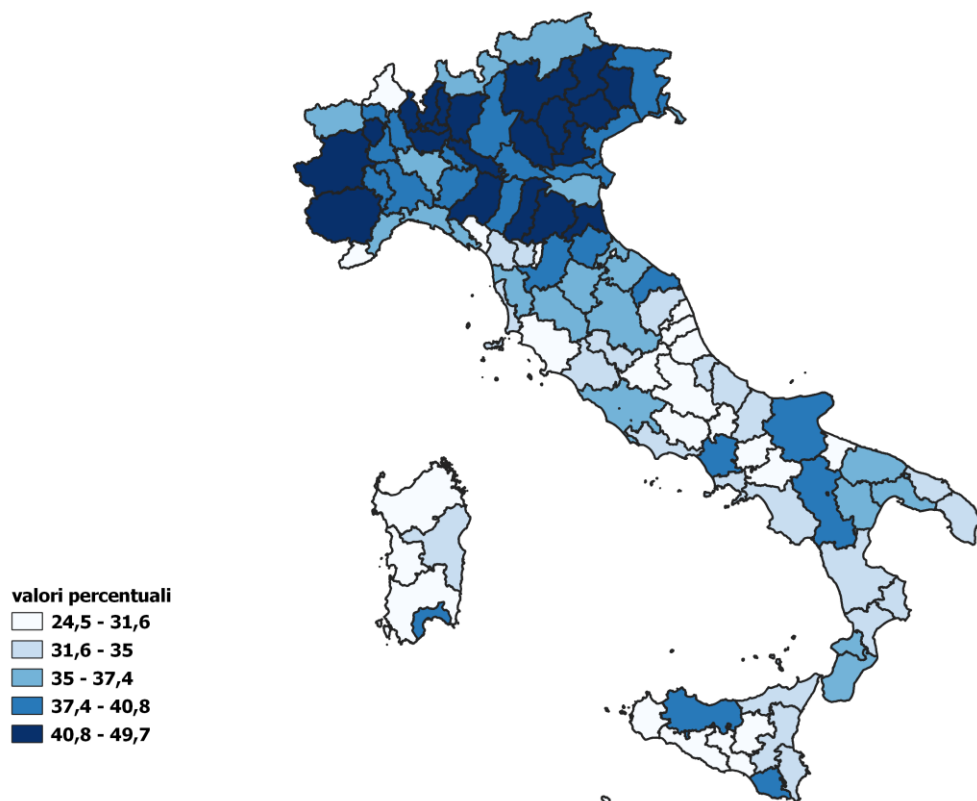 valori percentuali
24,5 - 31,6
31,6 - 35
35 - 37,4
37,4 - 40,8
40,8 - 49,7